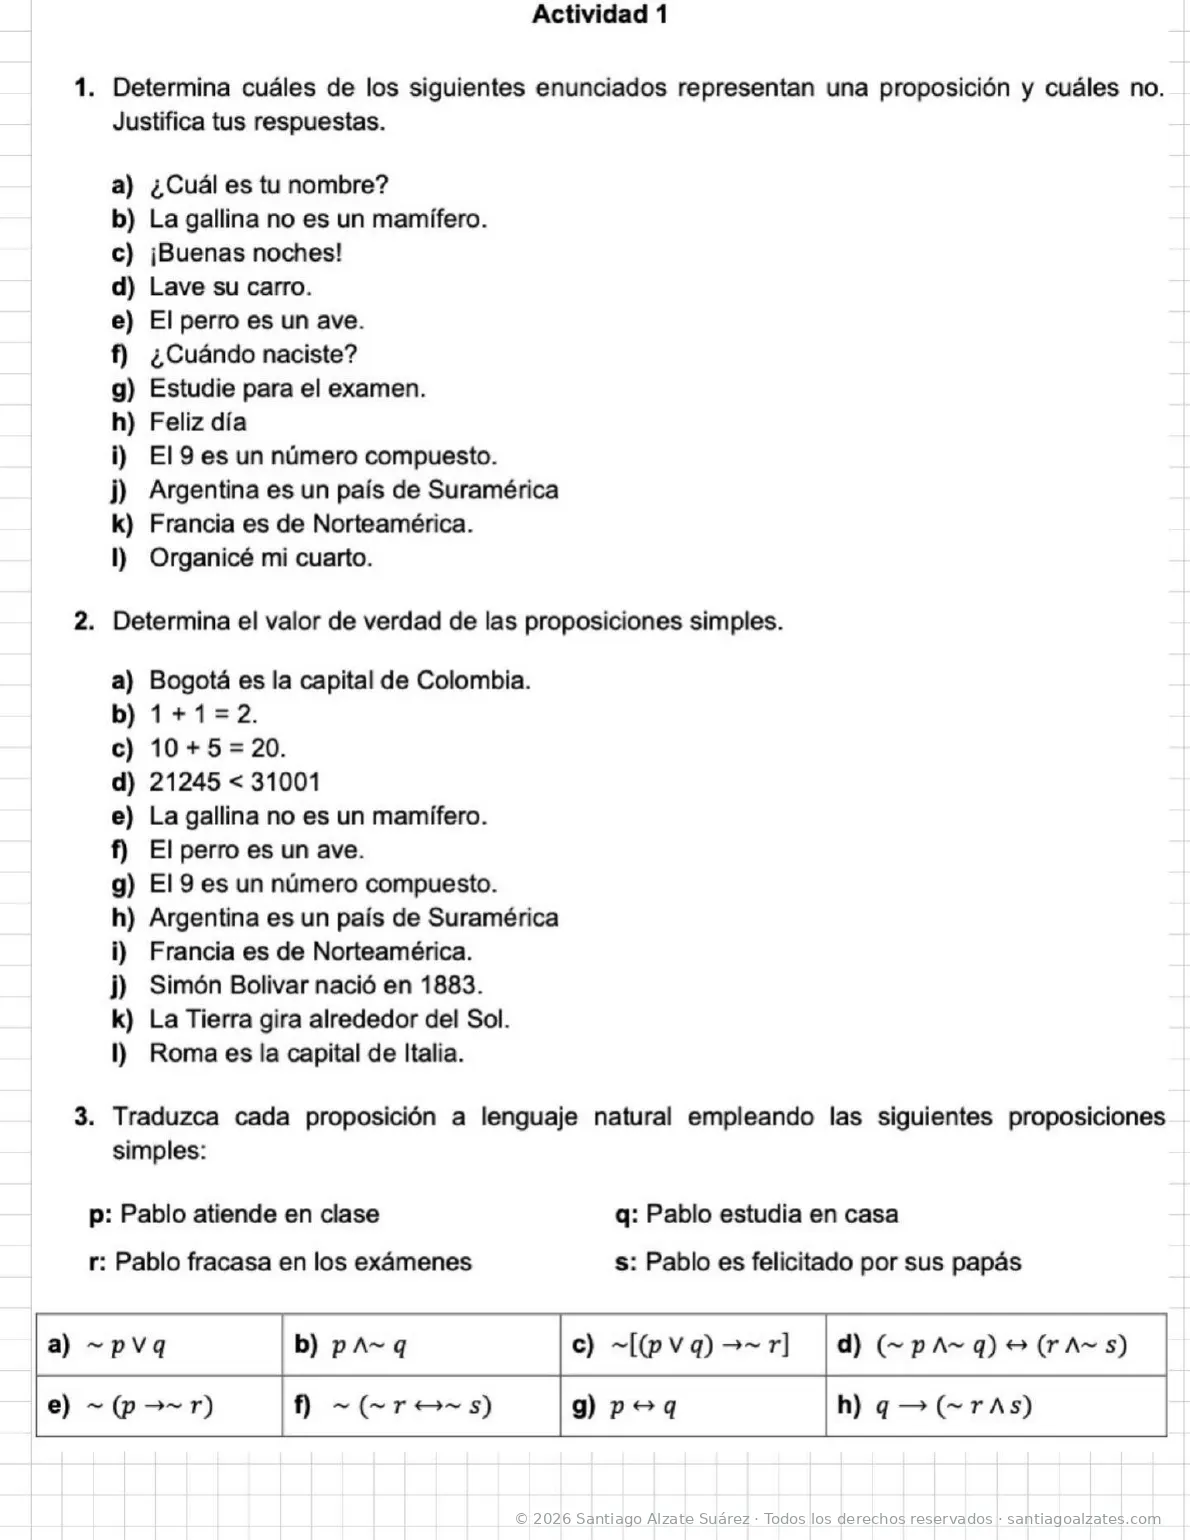 Actividad 1
1. Determina cuáles de los siguientes enunciados representan una proposición y cuáles no.
Justifica tus respuestas.
a) ¿Cuál es tu nombre?
b) La gallina no es un mamífero.
c) ¡Buenas noches!
d) Lave su carro.
e) El perro es un ave.
f) ¿Cuándo naciste?
g) Estudie para el examen.
h) Feliz día
i) El 9 es un número compuesto.
j) Argentina es un país de Suramérica
k) Francia es de Norteamérica.
l) Organicé mi cuarto.
2. Determina el valor de verdad de las proposiciones simples.
a) Bogotá es la capital de Colombia.
b) 1 + 1 = 2.
c) 10 + 5 = 20.
d) 21245 < 31001
e) La gallina no es un mamífero.
f) El perro es un ave.
g) El 9 es un número compuesto.
h) Argentina es un país de Suramérica
i) Francia es de Norteamérica.
j) Simón Bolivar nació en 1883.
k) La Tierra gira alrededor del Sol.
l) Roma es la capital de Italia.
3. Traduzca cada proposición a lenguaje natural empleando las siguientes proposiciones
simples:
p: Pablo atiende en clase q: Pablo estudia en casa
r: Pablo fracasa en los exámenes s: Pablo es felicitado por sus papás
a) ~ p ∨ q b) p ∧~ q c) ~[(p ∨ q) →~ r] d) (~ p ∧~ q) ↔ (r ∧~ s)
e) ~ (p →~ r) f) ~ (~ r ↔~ s) g) p ↔ q h) q → (~ r ∧ s)
© 2026 Santiago Alzate Suárez · Todos los derechos reservados · santiagoalzates.com